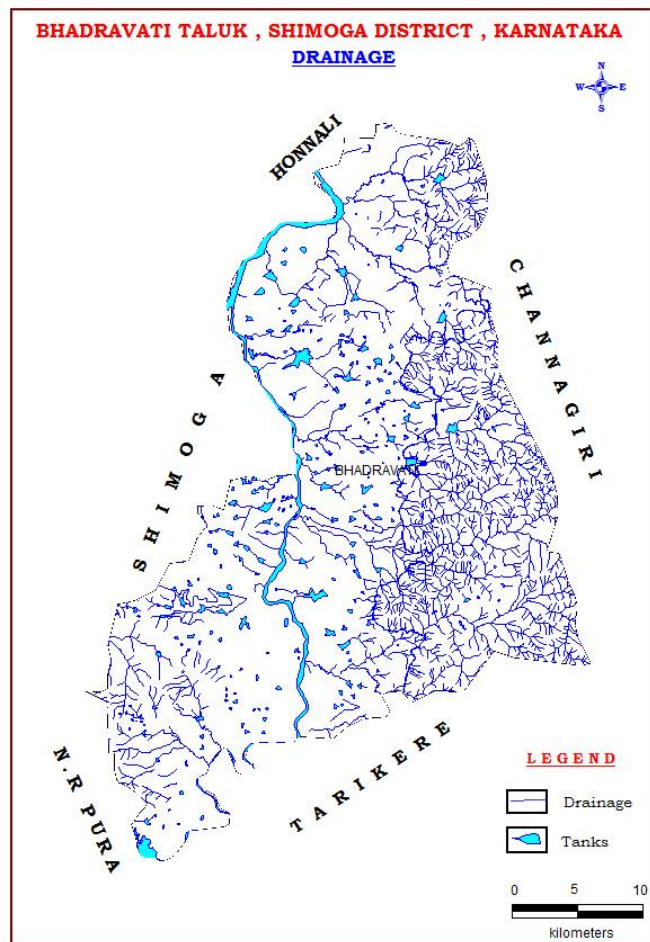 BHADRAVATI TALUK , SHIMOGA DISTRICT , KARNATAKA
DRAINAGE
N
W E
S
HONNALI
CHANNAGIRI
SHIMOGA
BHADRAVATI
N.R PURA
TARIKERE
LEGEND
Drainage
Tanks
0 5 10
kilometers